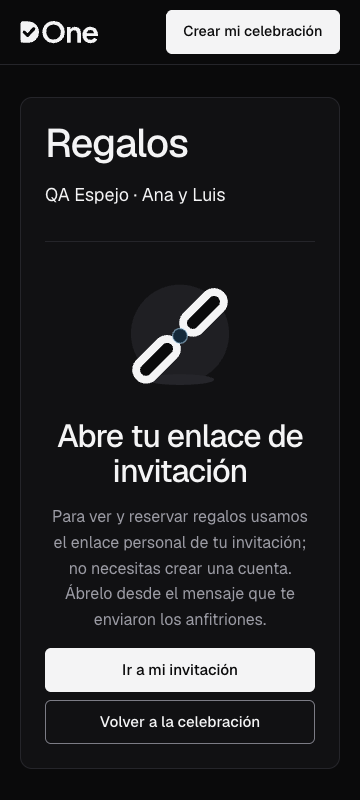 One
Crear mi celebración
Regalos
QA Espejo · Ana y Luis
Abre tu enlace de
invitación
Para ver y reservar regalos usamos
el enlace personal de tu invitación;
no necesitas crear una cuenta.
Ábrelo desde el mensaje que te
enviaron los anfitriones.
Ir a mi invitación
Volver a la celebración